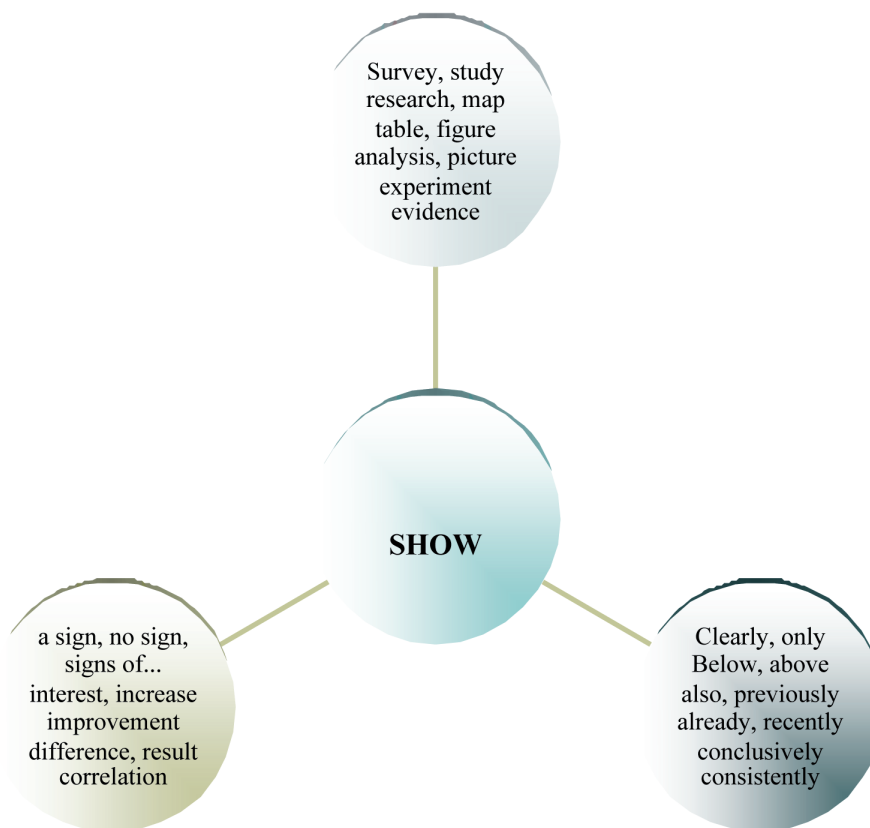 Survey, study
research, map
table, figure
analysis, picture
experiment
evidence
SHOW
a sign, no sign,
signs of...
interest, increase
improvement
difference, result
correlation
Clearly, only
Below, above
also, previously
already, recently
conclusively
consistently